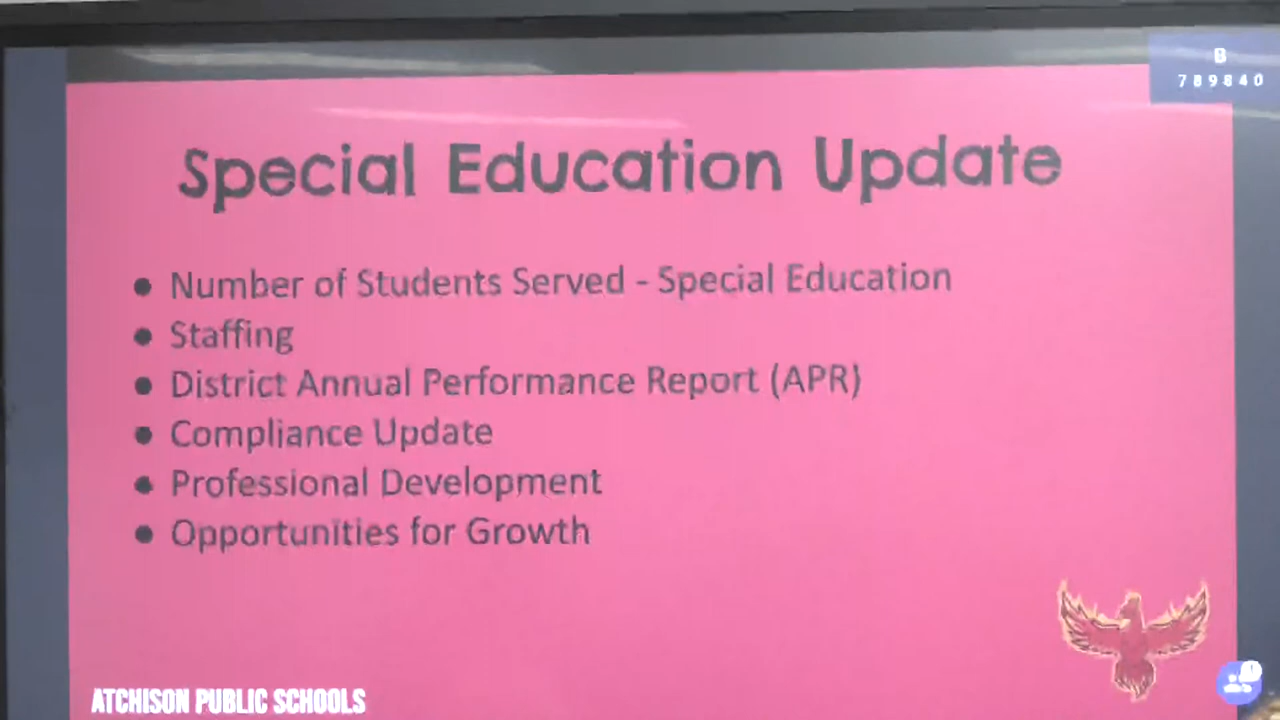 B
789840
Special Education Update
● Number of Students Served - Special Education
● Staffing
● District Annual Performance Report (APR)
● Compliance Update
● Professional Development
● Opportunities for Growth
ATCHISON PUBLIC SCHOOLS